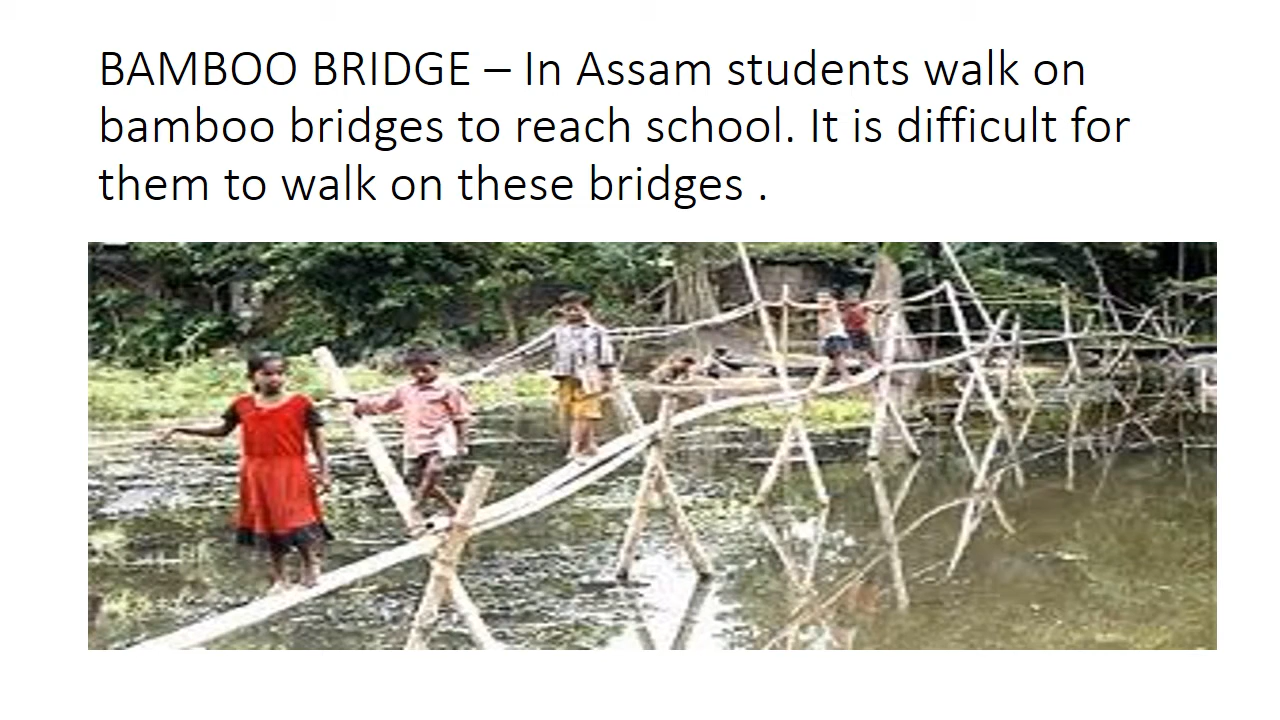 BAMBOO BRIDGE – In Assam students walk on
bamboo bridges to reach school. It is difficult for
them to walk on these bridges .